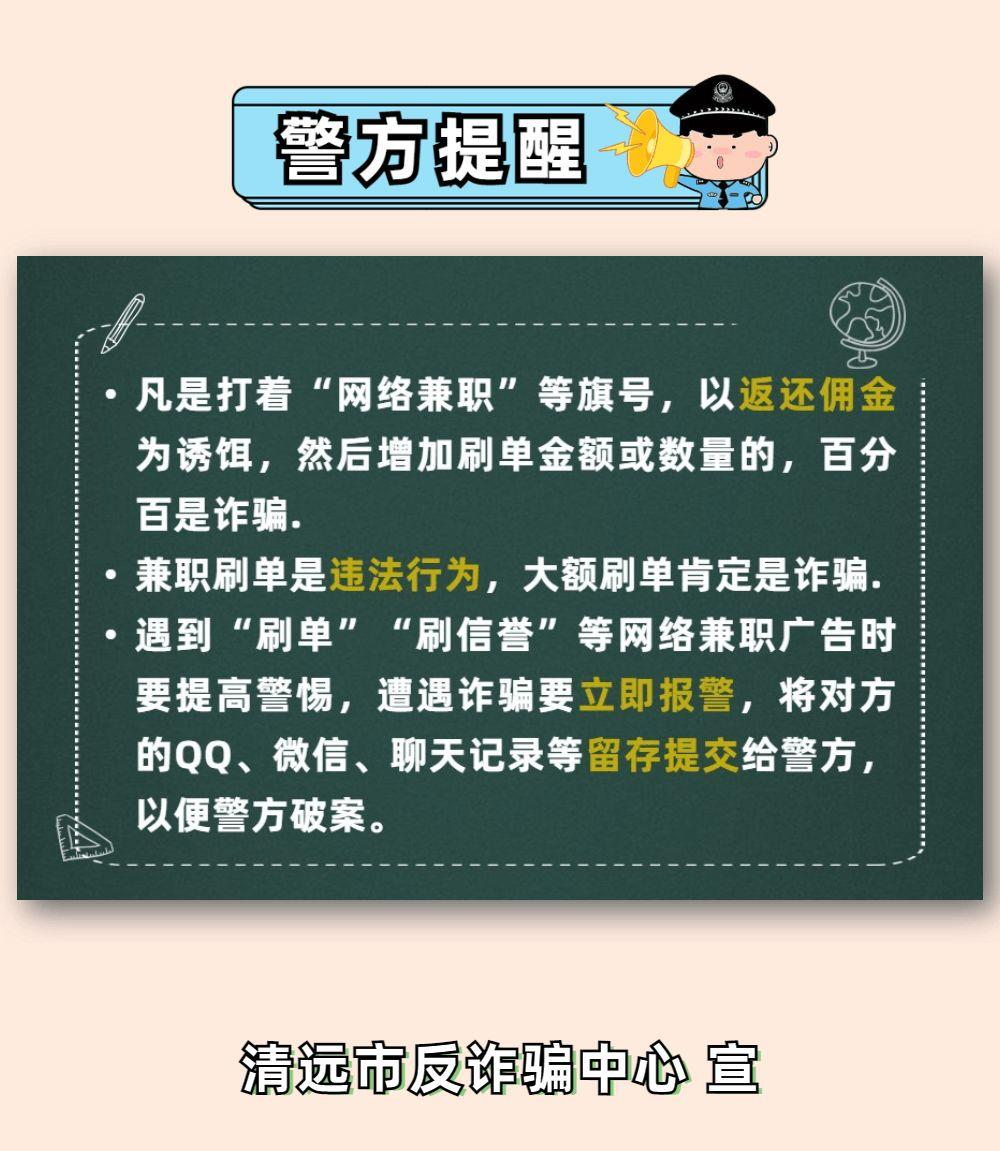 警方提醒
• 凡是打着“网络兼职”等旗号，以返还佣金
为诱饵，然后增加刷单金额或数量的，百分
百是诈骗.
• 兼职刷单是违法行为，大额刷单肯定是诈骗.
• 遇到“刷单”“刷信誉”等网络兼职广告时
要提高警惕，遭遇诈骗要立即报警，将对方
的QQ、微信、聊天记录等留存提交给警方，
以便警方破案。
清远市反诈骗中心 宣